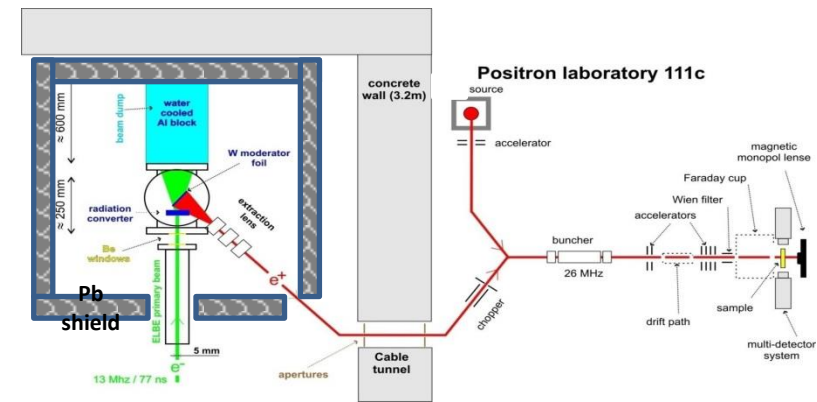 Positron laboratory 111c
concrete
wall (3.2m)
source
accelerator
≈ 600 mm
beam dump
water
cooled
Al block
W moderator
foil
≈ 250 mm
radiation
converter
extraction
lens
Be
windows
Pb
shield
ELBE primary beam
e+
5 mm
e-
13 Mhz / 77 ns
apertures
Cable
tunnel
chopper
buncher
26 MHz
accelerators
drift path
Wien filter
Faraday cup
magnetic
monopol lense
sample
multi-detector
system